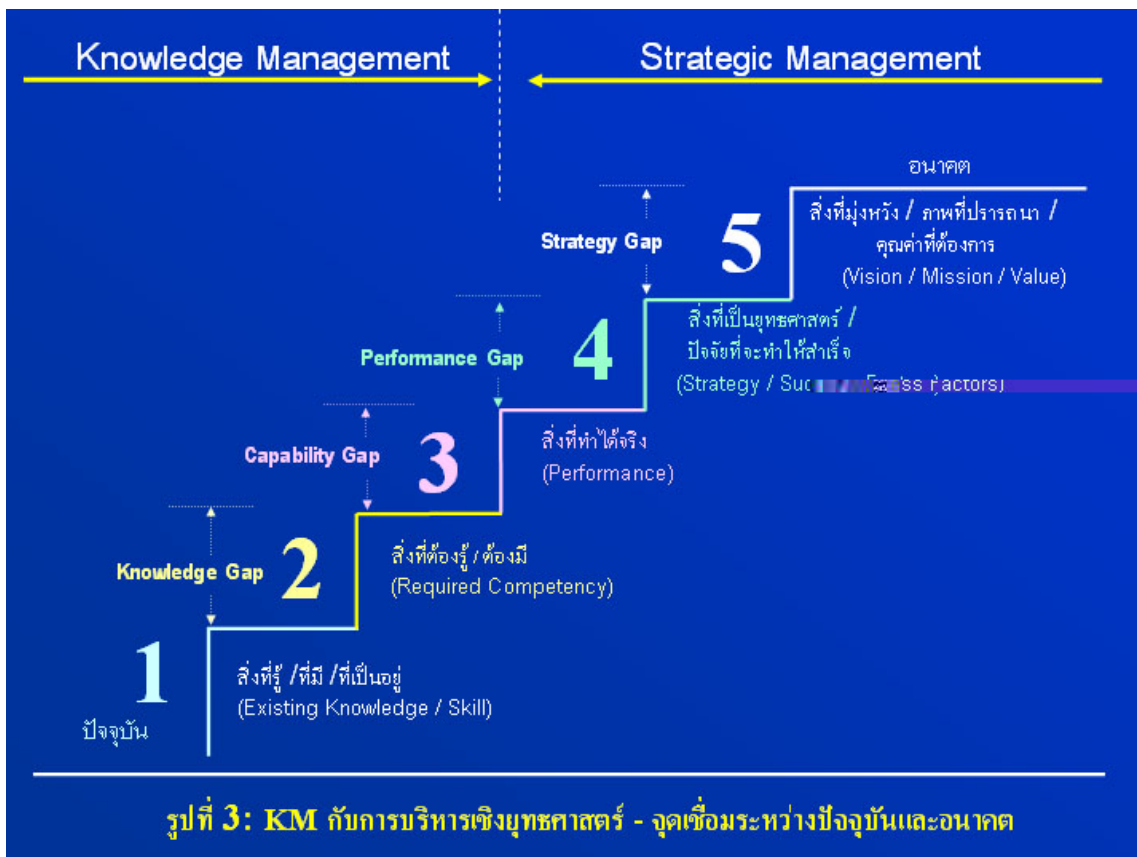 Knowledge Management
Strategic Management
อนาคต
สิ่งที่มุ่งหวัง / ภาพที่ปรารถนา /
คุณค่าที่ต้องการ
(Vision / Mission / Value)
Strategy Gap
5
สิ่งที่เป็นยุทธศาสตร์ /
ปัจจัยที่จะทำให้สำเร็จ
(Strategy / Factors)
Performance Gap
4
สิ่งที่ทำได้จริง
(Performance)
Capability Gap
3
สิ่งที่ต้องรู้ / ต้องมี
(Required Competency)
Knowledge Gap
2
สิ่งที่รู้ /ที่มี /ที่เป็นอยู่
(Existing Knowledge / Skill)
1
ปัจจุบัน
รูปที่ 3: KM กับการบริหารเชิงยุทธศาสตร์ - จุดเชื่อมระหว่างปัจจุบันและอนาคต